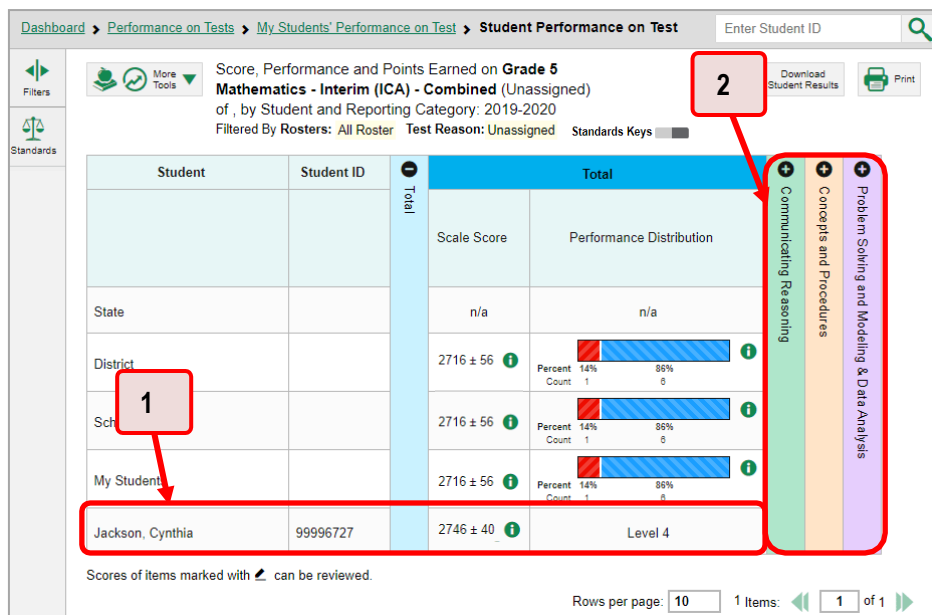 Dashboard > Performance on Tests > My Students' Performance on Test > Student Performance on Test
Enter Student ID
Filters
Standards
More Tools
Score, Performance and Points Earned on Grade 5
Mathematics - Interim (ICA) - Combined (Unassigned)
of , by Student and Reporting Category: 2019-2020
Filtered By Rosters: All Roster Test Reason: Unassigned Standards Keys
2
Download
Student Results
Print
Student
Student ID
Total
Total
Scale Score
Performance Distribution
Communicating Reasoning
Concepts and Procedures
Problem Solving and Modeling & Data Analysis
State
n/a
n/a
District
2716 ± 56
Percent 14% 86%
Count 1 6
1
Sch
2716 ± 56
Percent 14% 86%
Count 1 6
My Student
2716 ± 56
Percent 14% 86%
Count 1 6
Jackson, Cynthia
99996727
2746 ± 40
Level 4
Scores of items marked with can be reviewed.
Rows per page: 10 1 Items: 1 of 1